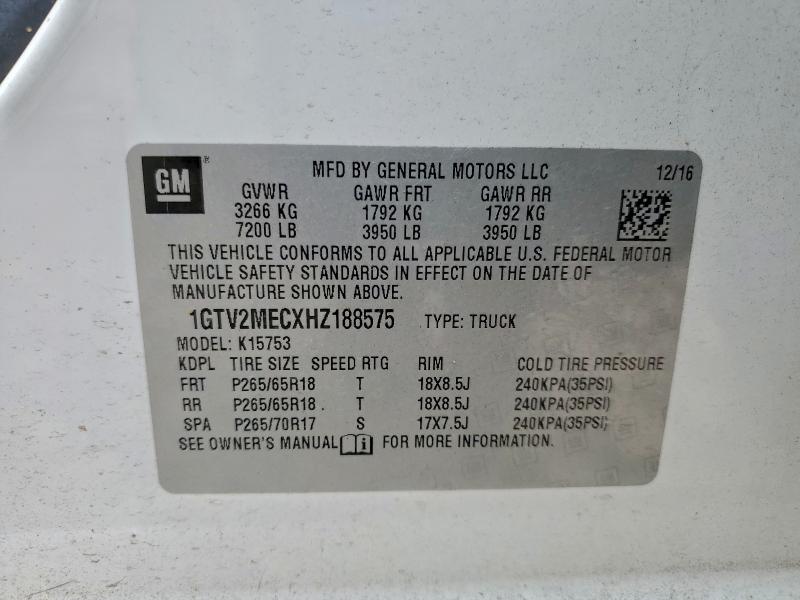 GM ® MFD BY GENERAL MOTORS LLC 12/16
GVWR GAWR FRT GAWR RR
3266 KG 1792 KG 1792 KG
7200 LB 3950 LB 3950 LB
THIS VEHICLE CONFORMS TO ALL APPLICABLE U.S. FEDERAL MOTOR
VEHICLE SAFETY STANDARDS IN EFFECT ON THE DATE OF
MANUFACTURE SHOWN ABOVE.
1GTV2MECXHZ188575 TYPE: TRUCK
MODEL: K15753
KDPL TIRE SIZE SPEED RTG RIM COLD TIRE PRESSURE
FRT P265/65R18 T 18X8.5J 240KPA(35PSI)
RR P265/65R18 T 18X8.5J 240KPA(35PSI)
SPA P265/70R17 S 17X7.5J 240KPA(35PSI)
SEE OWNER'S MANUAL FOR MORE INFORMATION.